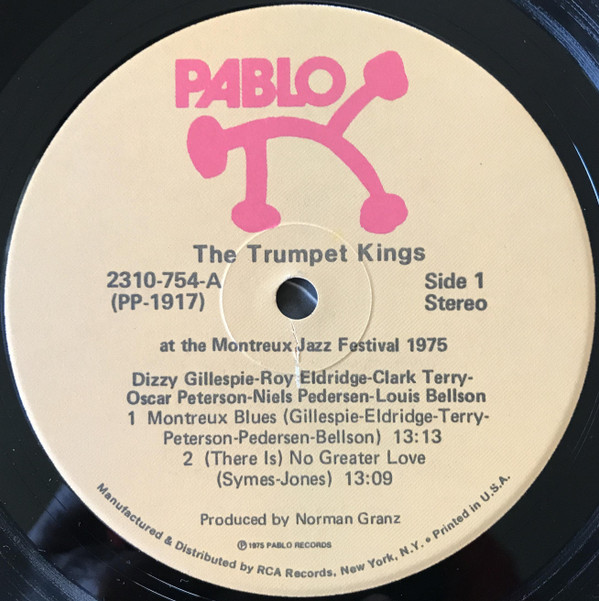 PABLO
The Trumpet Kings
2310-754-A
(PP-1917)
Side 1
Stereo
at the Montreux Jazz Festival 1975
Dizzy Gillespie-Roy Eldridge-Clark Terry-
Oscar Peterson-Niels Pedersen-Louis Bellson
1 Montreux Blues (Gillespie-Eldridge-Terry-
Peterson-Pedersen-Bellson) 13:13
2 (There Is) No Greater Love
(Symes-Jones) 13:09
Produced by Norman Granz
℗ 1975 PABLO RECORDS
Manufactured & Distributed by RCA Records, New York, N.Y. • Printed in U.S.A.